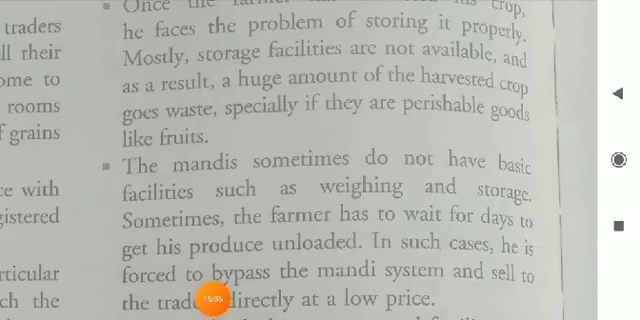 Once the
crop,
he faces the problem of storing it properly.
Mostly, storage facilities are not available, and
as a result, a huge amount of the harvested crop
goes waste, specially if they are perishable goods
like fruits.
The mandis sometimes do not have basic
facilities such as weighing and storage.
Sometimes, the farmer has to wait for days to
get his produce unloaded. In such cases, he is
forced to bypass the mandi system and sell to
the directly at a low price.
traders
ll their
ome to
rooms
f grains
ce with
gistered
rticular
ch the